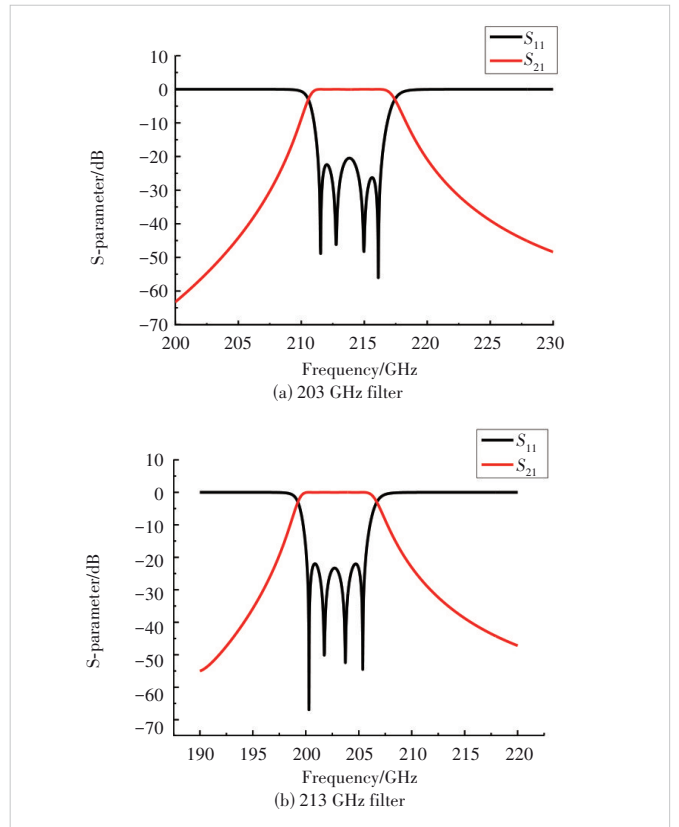 S11
S21
10
0
−10
−20
−30
−40
−50
−60
−70
S-parameter/dB
200 205 210 215 220 225 230
Frequency/GHz
(a) 203 GHz filter
S11
S21
10
0
−10
−20
−30
−40
−50
−60
−70
S-parameter/dB
190 195 200 205 210 215 220
Frequency/GHz
(b) 213 GHz filter